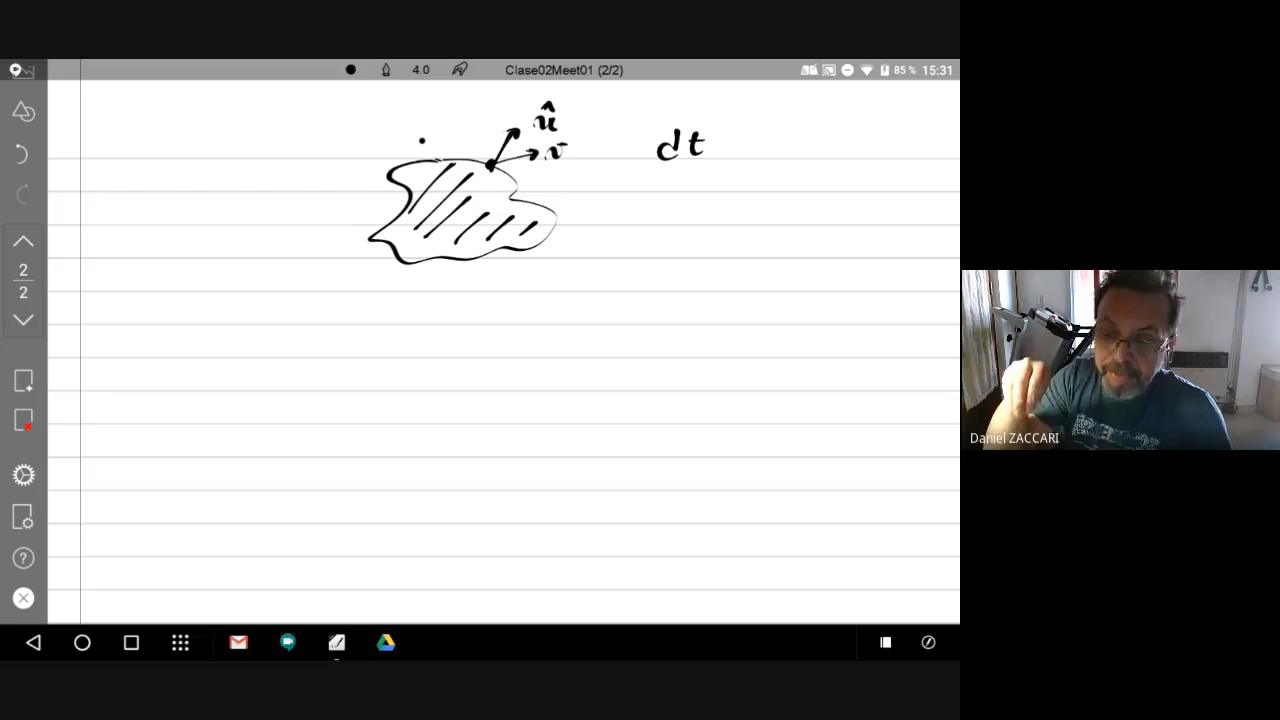 4.0 Clase02Meet01 (2/2) 85 % 15:31
û
v dt
2
2
Daniel ZACCARI